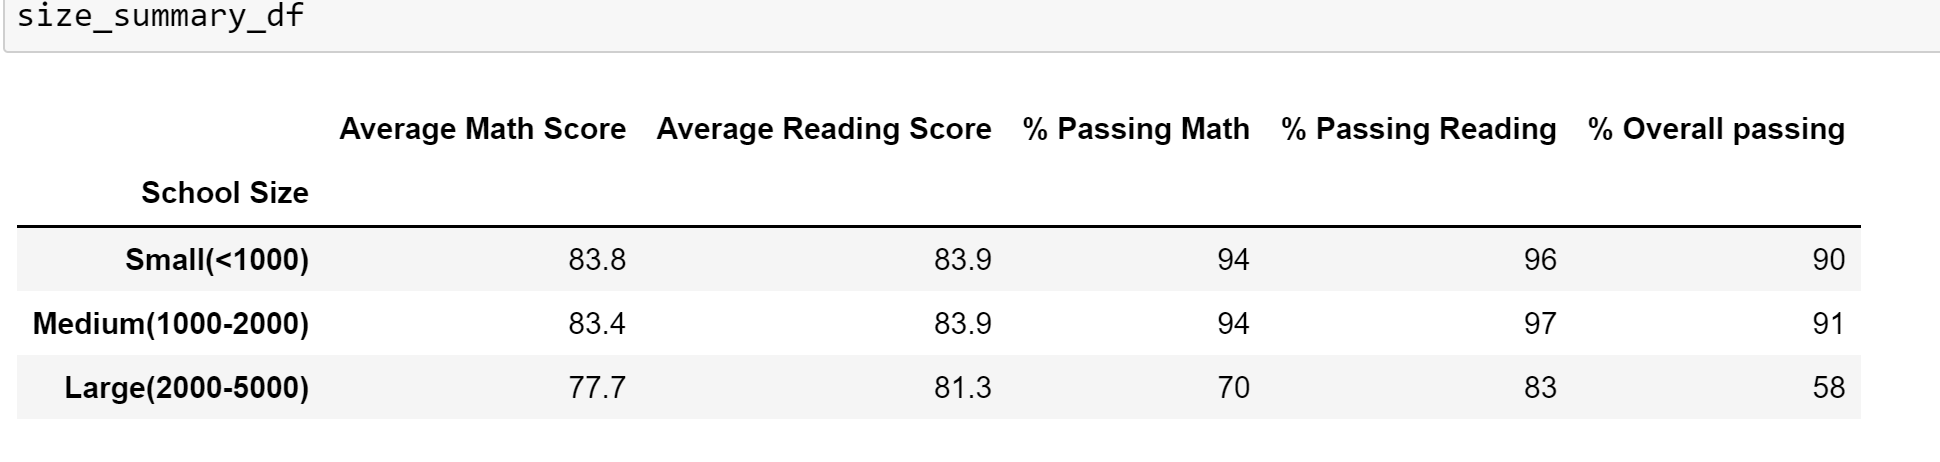 size_summary_df
Average Math Score Average Reading Score % Passing Math % Passing Reading % Overall passing
School Size
Small(<1000) 83.8 83.9 94 96 90
Medium(1000-2000) 83.4 83.9 94 97 91
Large(2000-5000) 77.7 81.3 70 83 58